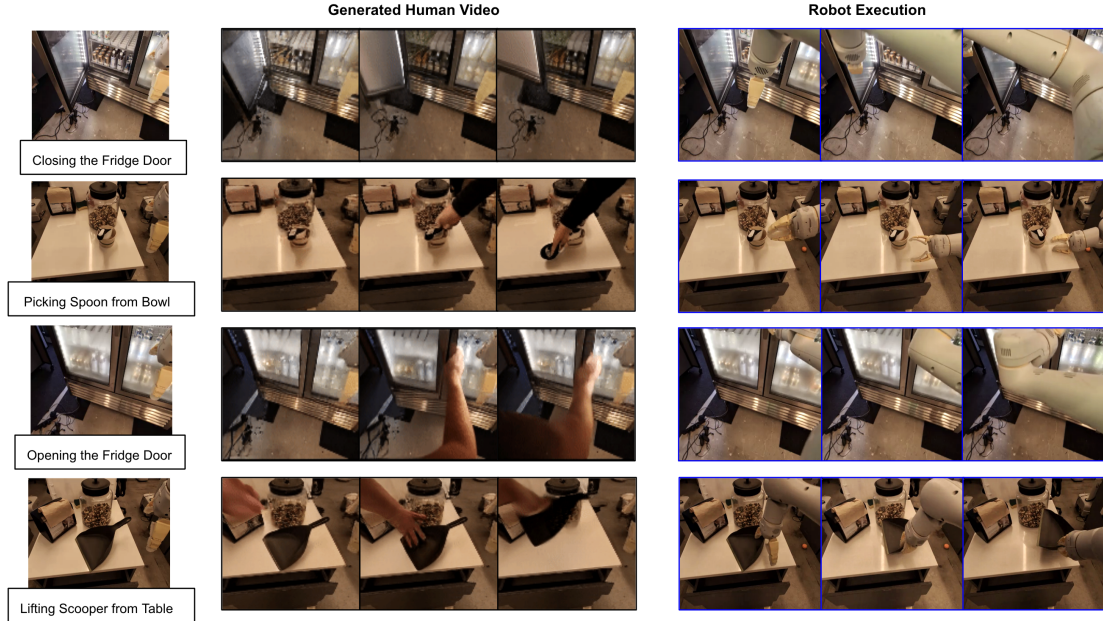 Generated Human Video
Robot Execution
Closing the Fridge Door
Picking Spoon from Bowl
Opening the Fridge Door
Lifting Scooper from Table